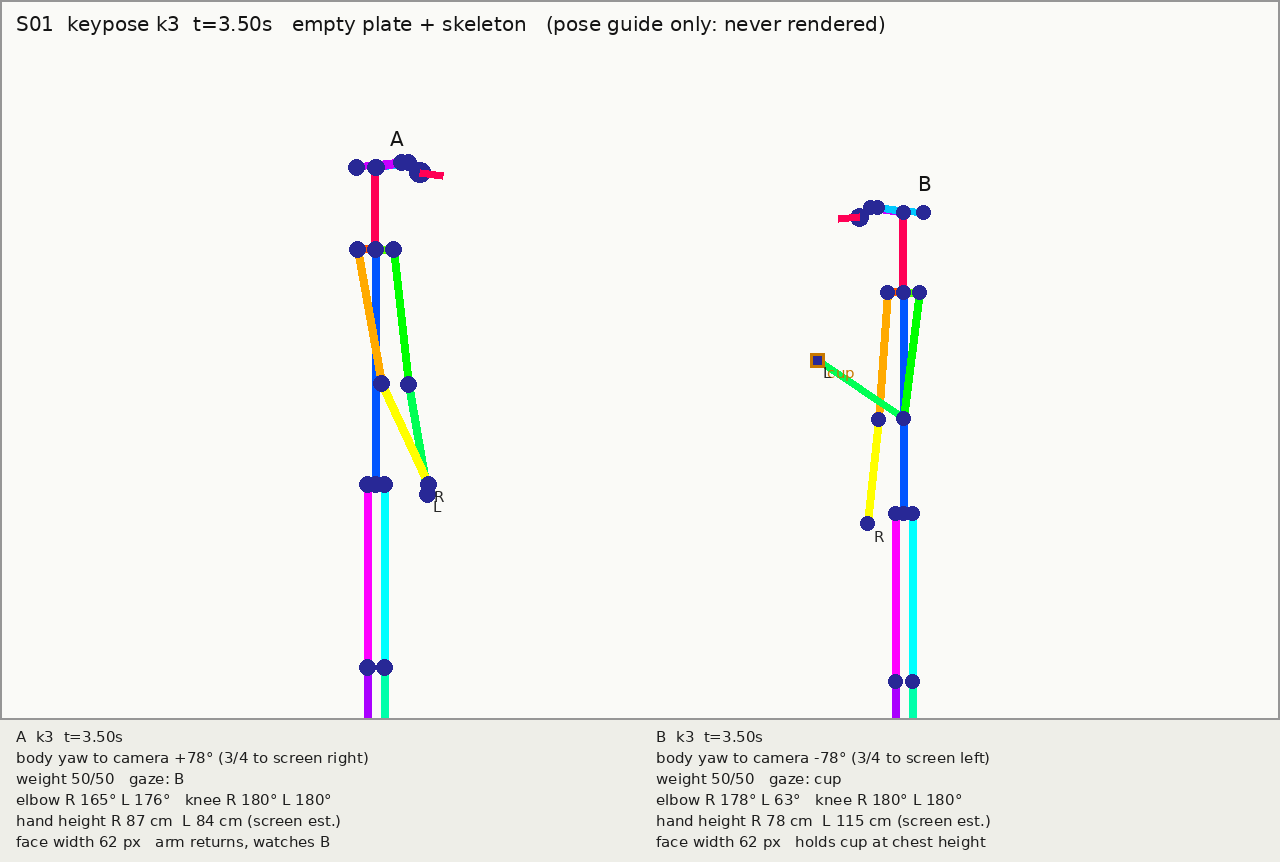 S01  keypose k3  t=3.50s   empty plate + skeleton   (pose guide only: never rendered)
A
B
L
cup
R
L
R
A  k3  t=3.50s
body yaw to camera +78° (3/4 to screen right)
weight 50/50   gaze: B
elbow R 165° L 176°   knee R 180° L 180°
hand height R 87 cm  L 84 cm (screen est.)
face width 62 px   arm returns, watches B
B  k3  t=3.50s
body yaw to camera -78° (3/4 to screen left)
weight 50/50   gaze: cup
elbow R 178° L 63°   knee R 180° L 180°
hand height R 78 cm  L 115 cm (screen est.)
face width 62 px   holds cup at chest height